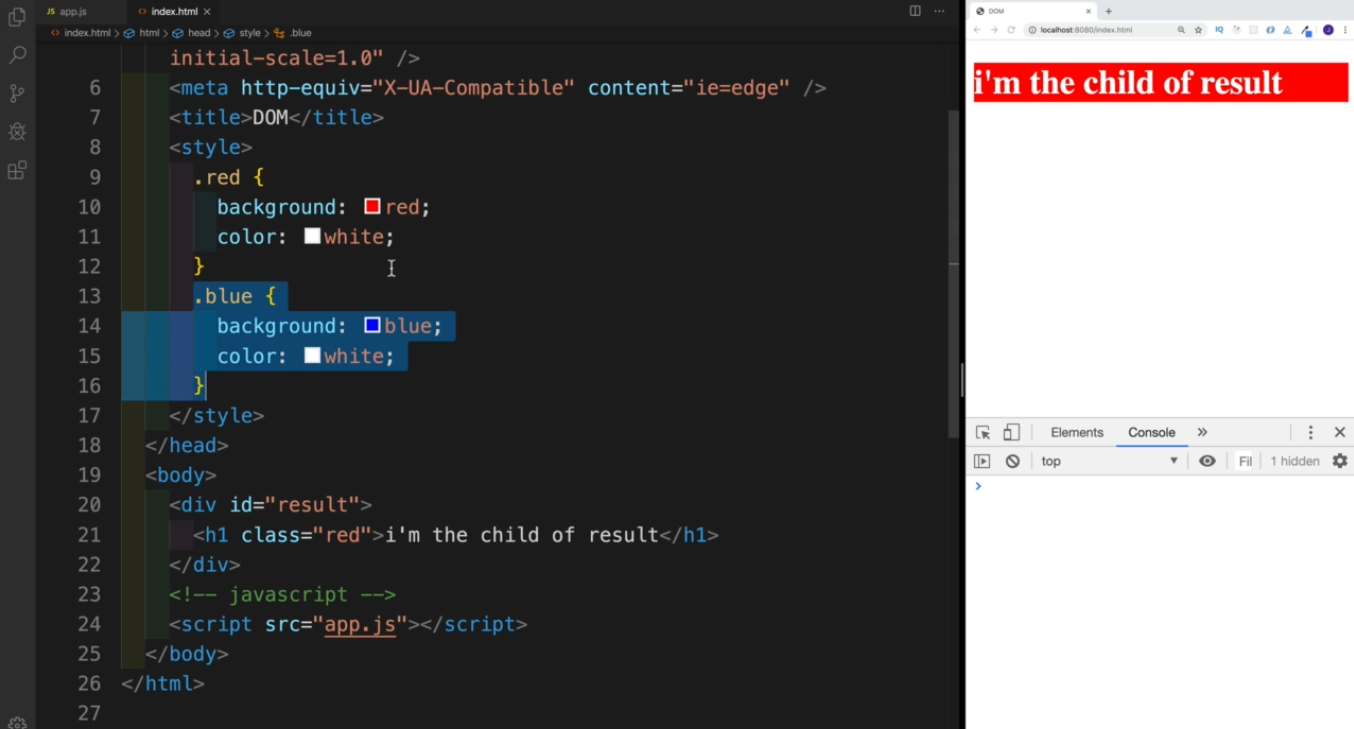 JS app.js <> index.html ×
<> index.html > html > head > style > .blue
initial-scale=1.0" />
6 <meta http-equiv="X-UA-Compatible" content="ie=edge" />
7 <title>DOM</title>
8 <style>
9 .red {
10 background: red;
11 color: white;
12 }
13 .blue {
14 background: blue;
15 color: white;
16 }
17 </style>
18 </head>
19 <body>
20 <div id="result">
21 <h1 class="red">i'm the child of result</h1>
22 </div>
23 <!-- javascript -->
24 <script src="app.js"></script>
25 </body>
26 </html>
27
DOM × +
localhost:8080/index.html IQ
i'm the child of result
Elements Console »
top Fil 1 hidden
>